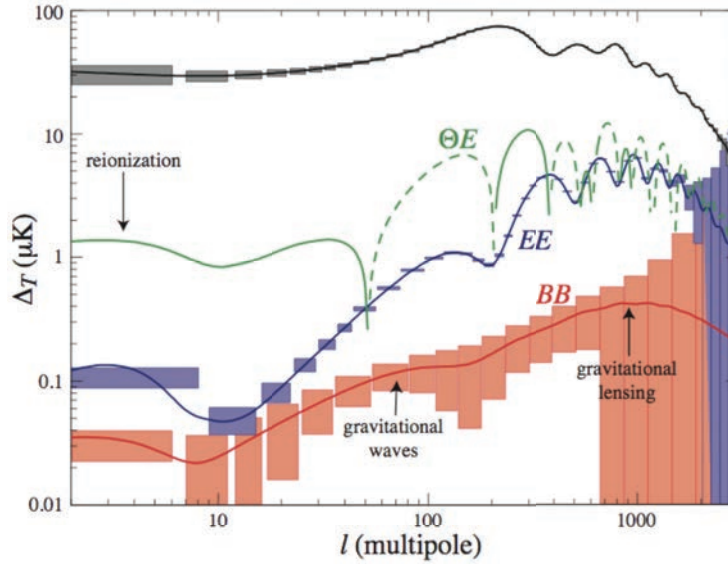 100
10
1
0.1
0.01
Δ_T (μK)
reionization
ΘE
EE
BB
gravitational
waves
gravitational
lensing
10
100
1000
l (multipole)